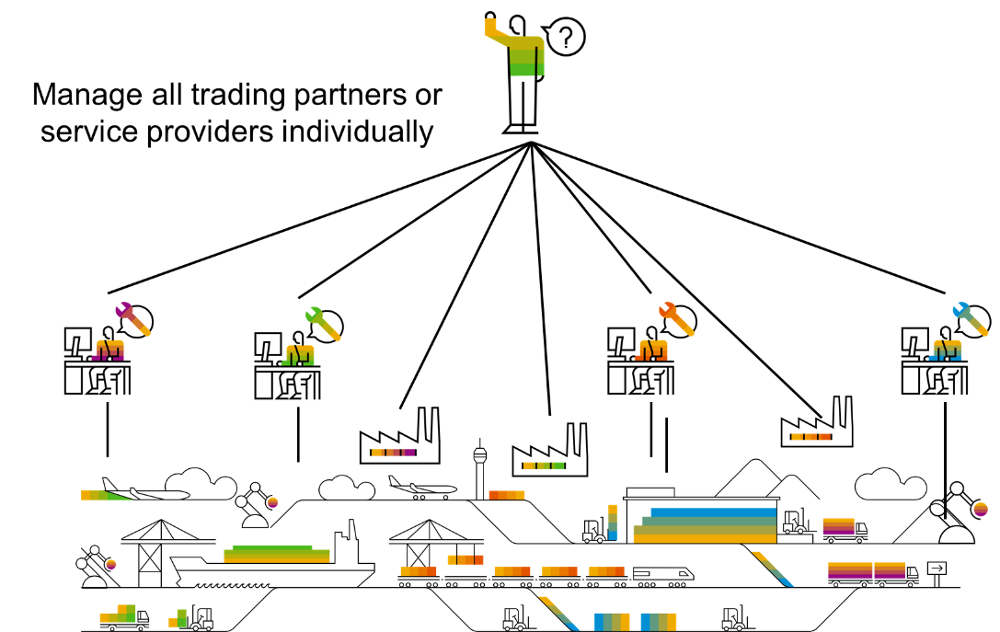 ?
Manage all trading partners or
service providers individually